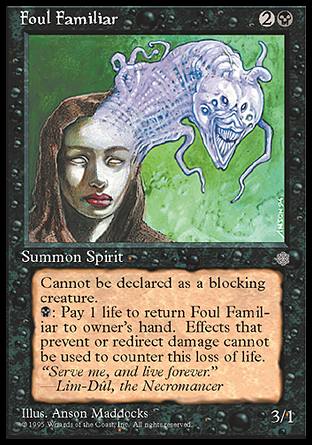 Foul Familiar 2
Summon Spirit
Cannot be declared as a blocking
creature.
: Pay 1 life to return Foul Famil-
iar to owner's hand. Effects that
prevent or redirect damage cannot
be used to counter this loss of life.
"Serve me, and live forever."
—Lim-Dûl, the Necromancer
Illus. Anson Maddocks
©1995 Wizards of the Coast, Inc. All rights reserved.
3/1